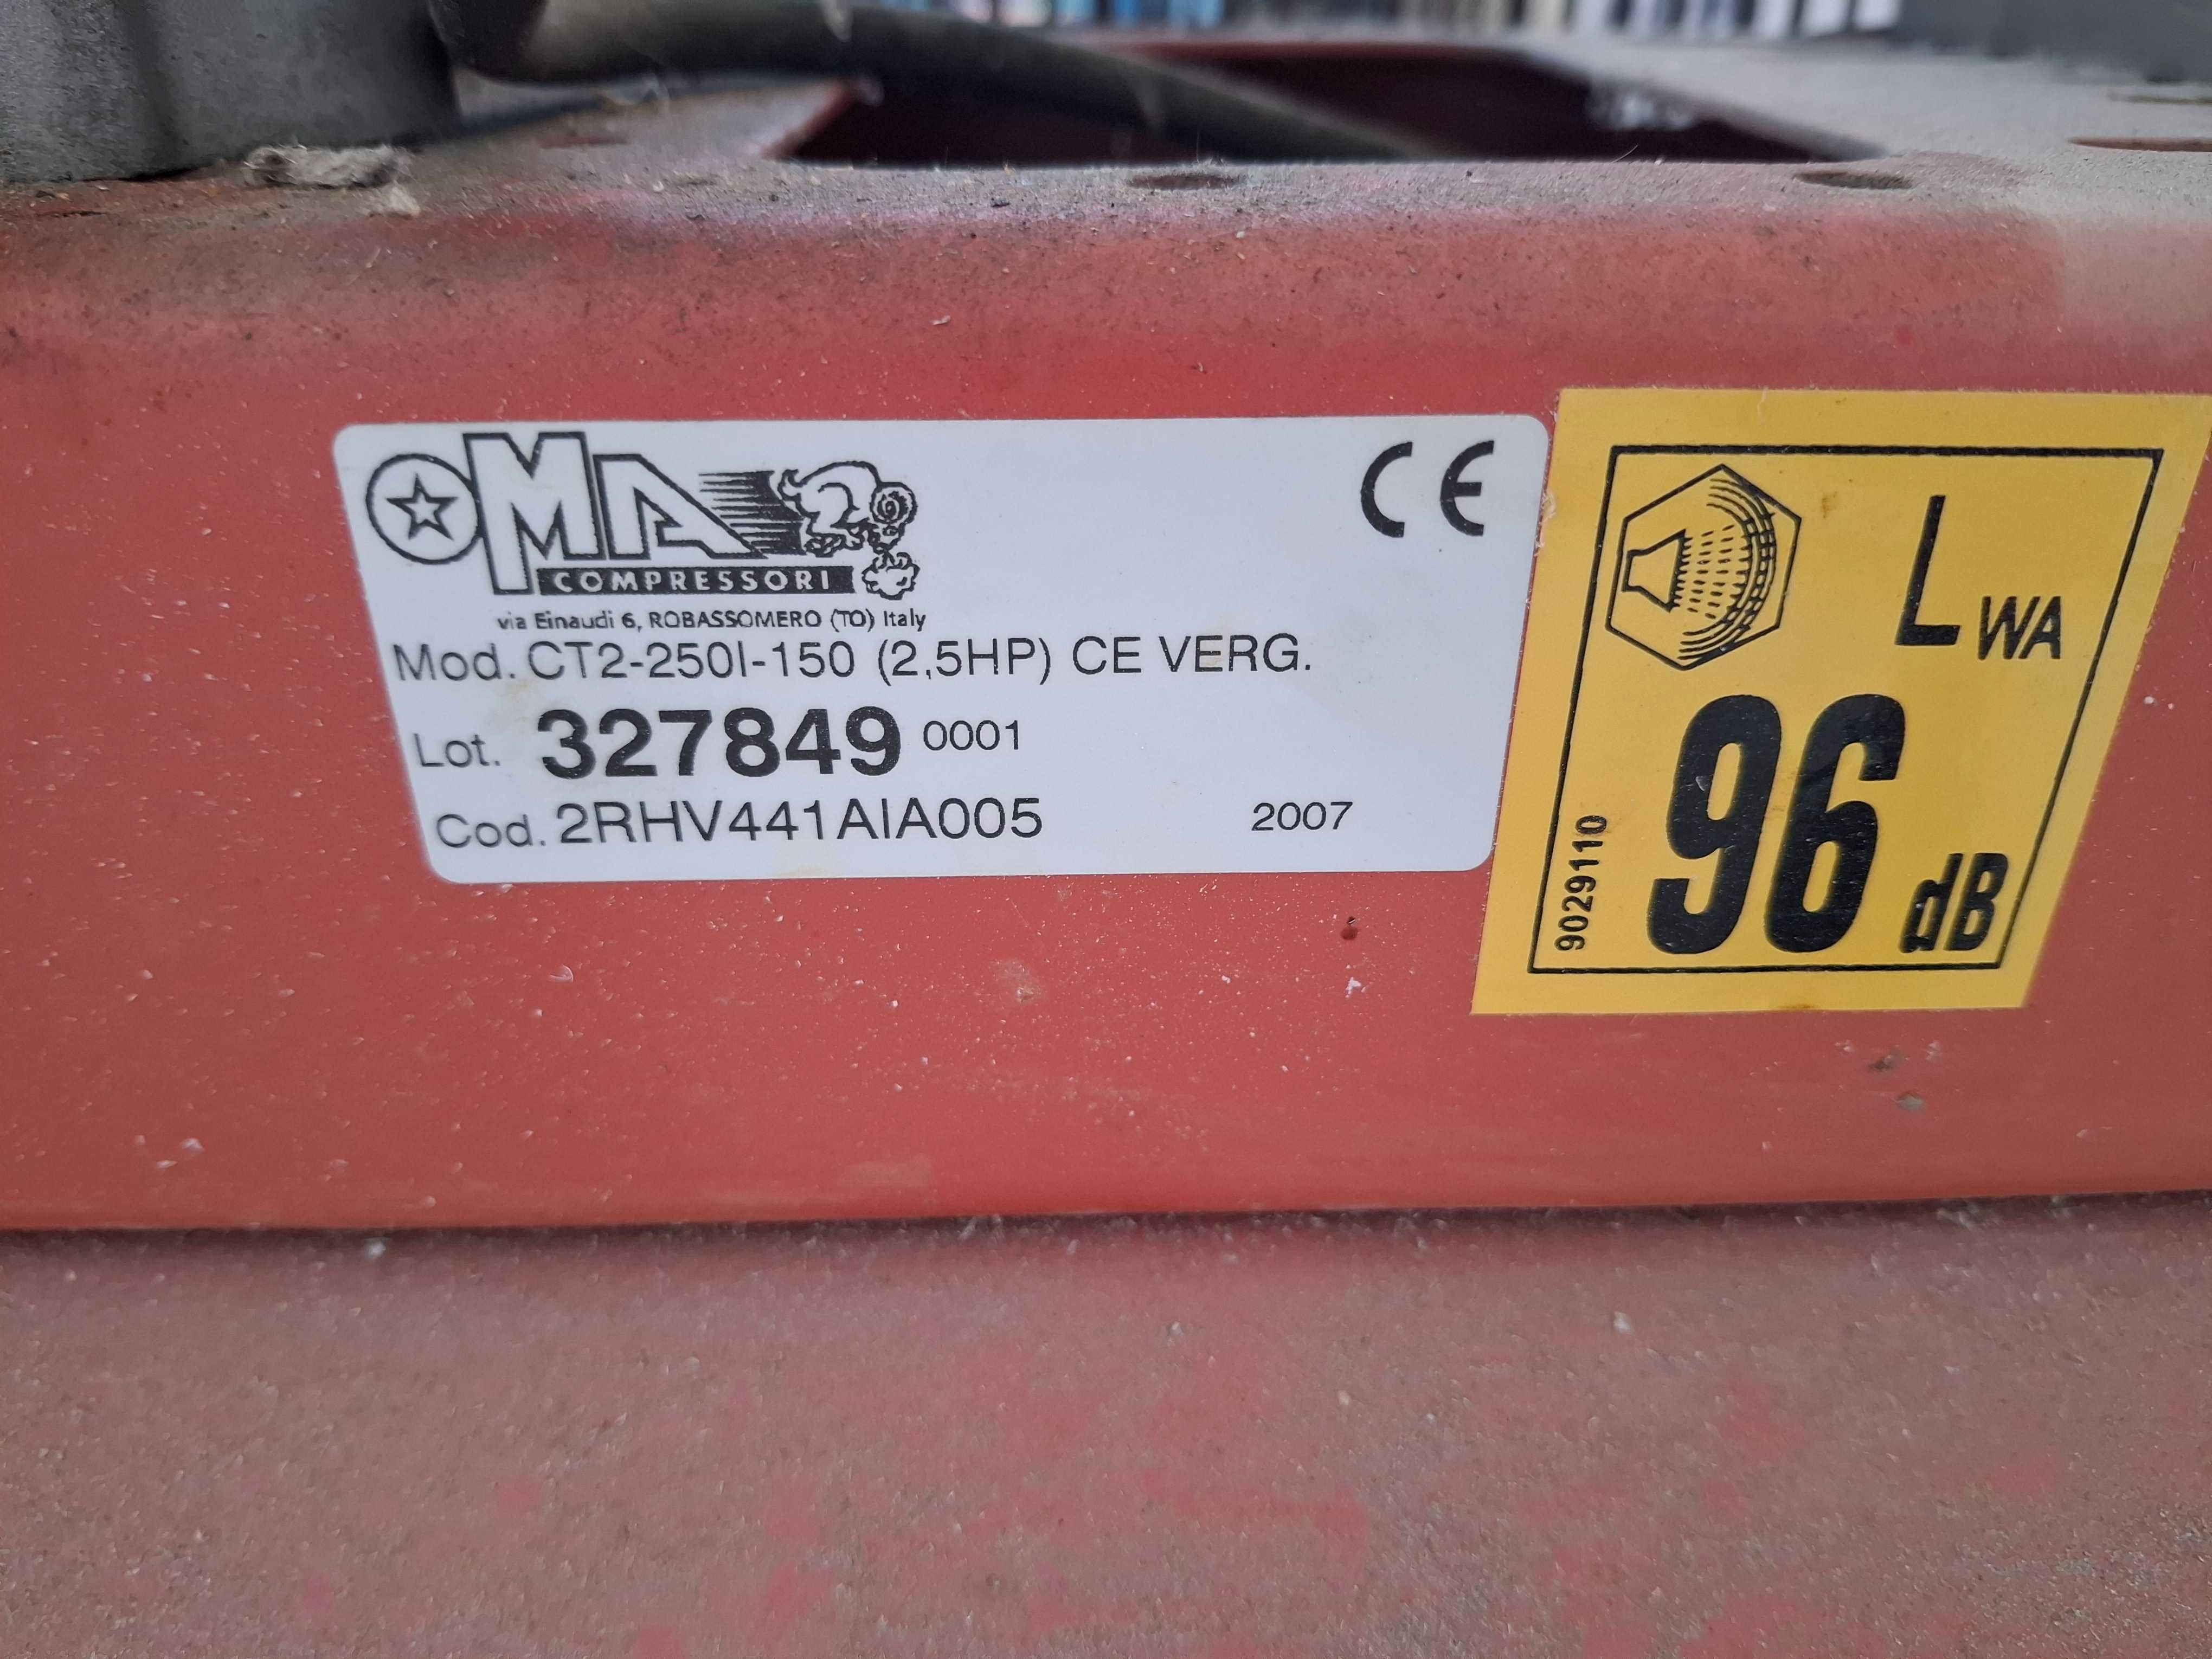 OMA
COMPRESSORI
via Einaudi 6, ROBASSOMERO (TO) Italy
CE
Mod. CT2-250I-150 (2,5HP) CE VERG.
Lot. 327849 0001
Cod. 2RHV441AIA005 2007
LWA
96 dB
9029110